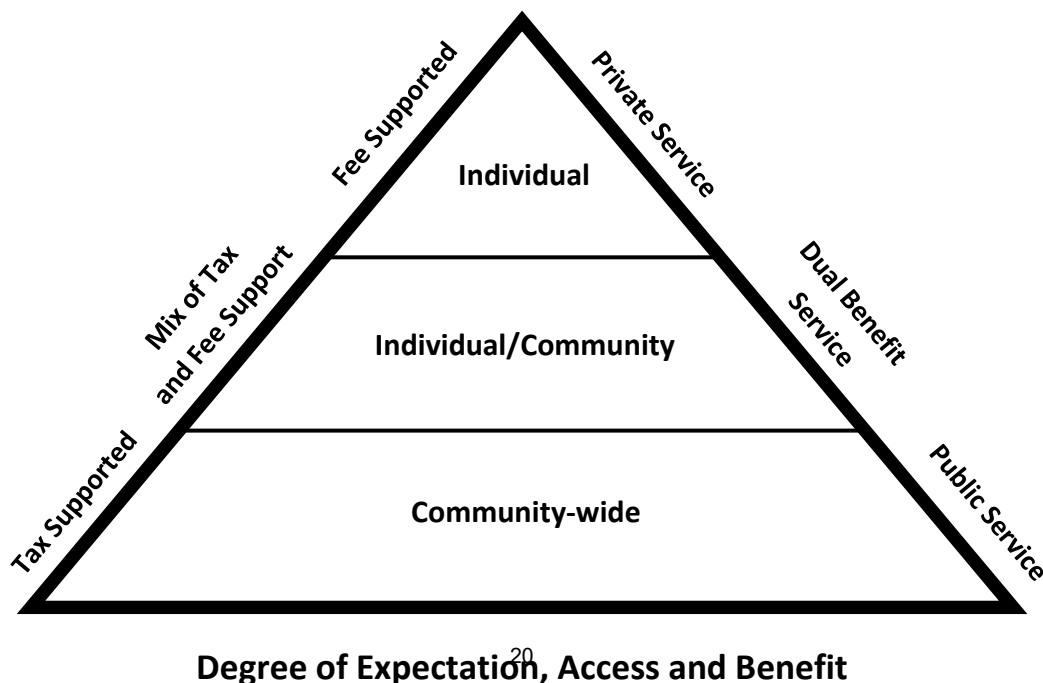 Fee Supported
Private Service
Individual
Mix of Tax
and Fee Support
Dual Benefit
Service
Individual/Community
Tax Supported
Public Service
Community-wide
20
Degree of Expectation, Access and Benefit